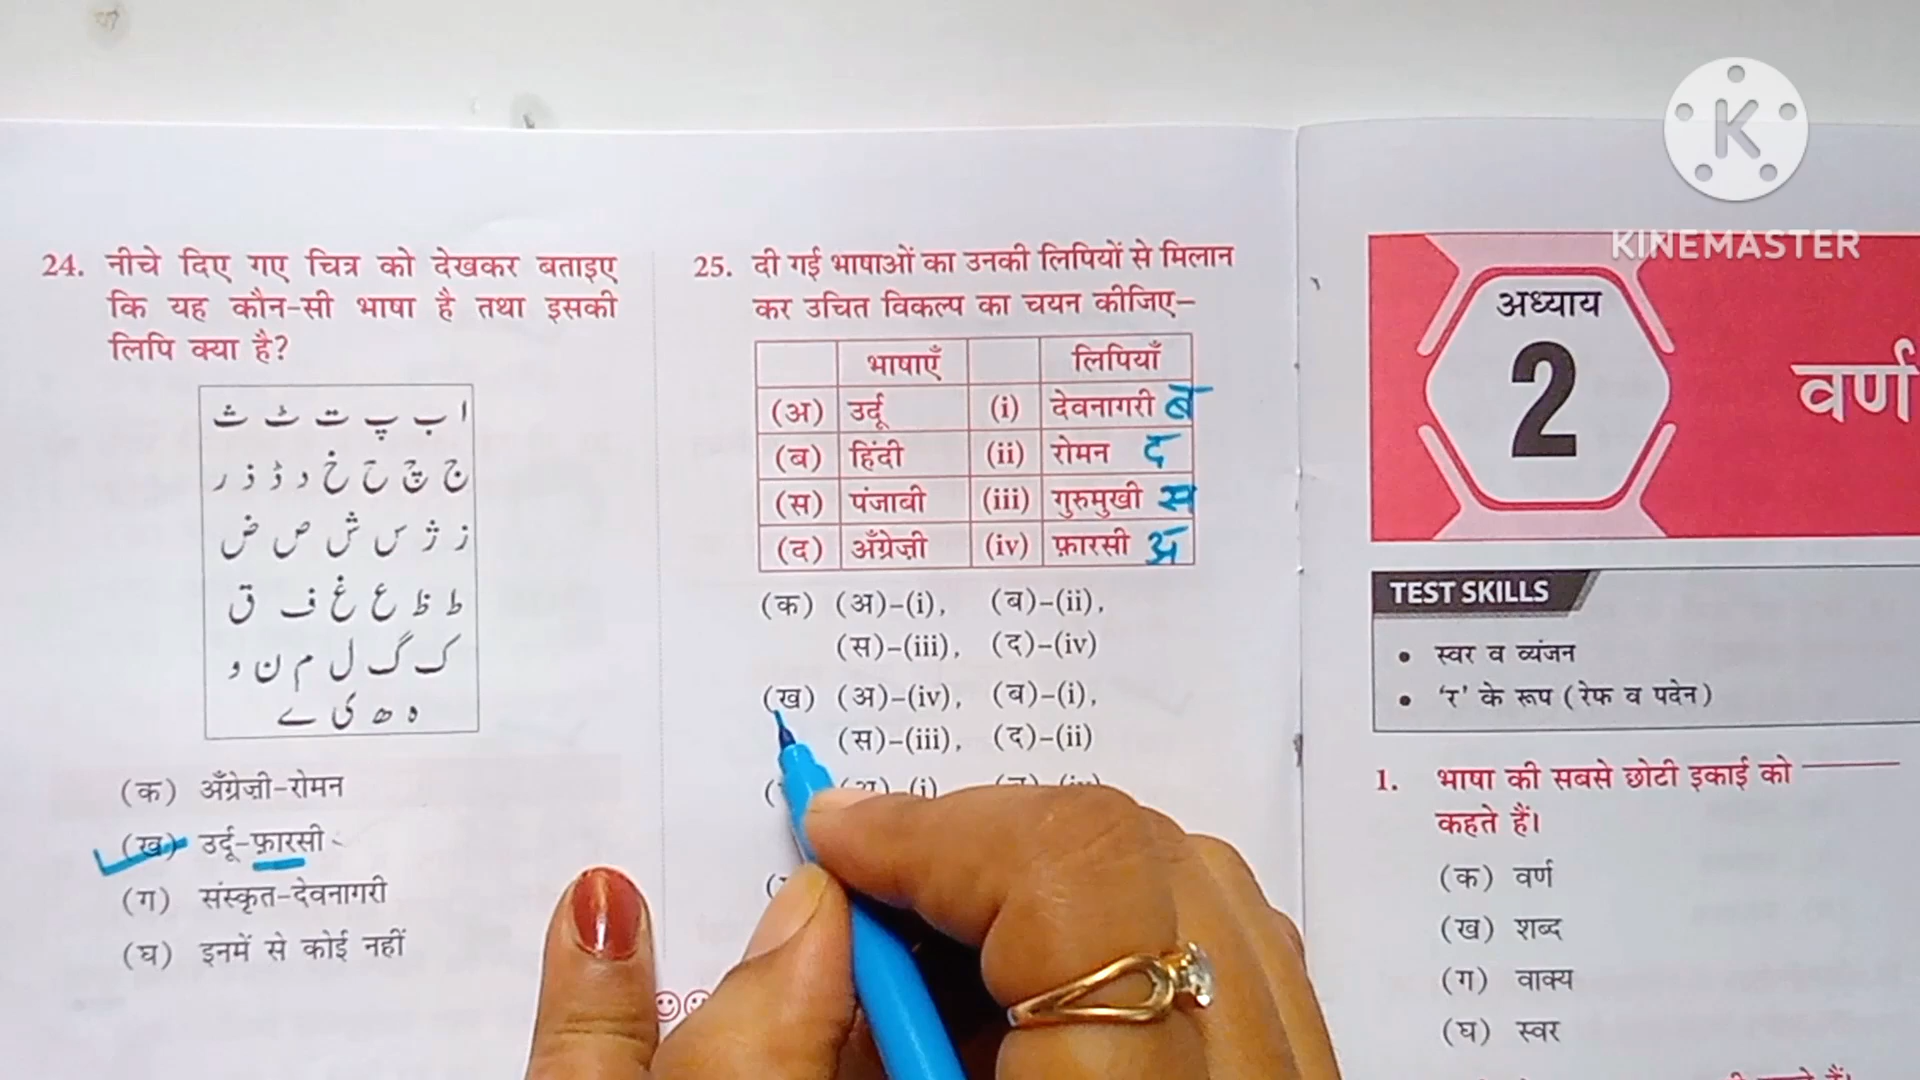 KINEMASTER
24. नीचे दिए गए चित्र को देखकर बताइए
कि यह कौन-सी भाषा है तथा इसकी
लिपि क्या है?
ا ب پ ت ٹ ث
ج چ ح خ د ڈ ذ ر
ز ژ س ش ص ض
ط ظ ع غ ف ق
ک گ ل م ن و
ہ ھ ی ے
(क) अँग्रेज़ी-रोमन
(ख) उर्दू-फ़ारसी
(ग) संस्कृत-देवनागरी
(घ) इनमें से कोई नहीं
25. दी गई भाषाओं का उनकी लिपियों से मिलान
कर उचित विकल्प का चयन कीजिए–
भाषाएँ लिपियाँ
(अ) उर्दू (i) देवनागरी ब
(ब) हिंदी (ii) रोमन द
(स) पंजाबी (iii) गुरुमुखी स
(द) अँग्रेज़ी (iv) फ़ारसी अ
(क) (अ)–(i), (ब)–(ii),
(स)–(iii), (द)–(iv)
(ख) (अ)–(iv), (ब)–(i),
(स)–(iii), (द)–(ii)
अध्याय
2
वर्ण
TEST SKILLS
• स्वर व व्यंजन
• 'र' के रूप (रेफ व पदेन)
1. भाषा की सबसे छोटी इकाई को
कहते हैं।
(क) वर्ण
(ख) शब्द
(ग) वाक्य
(घ) स्वर